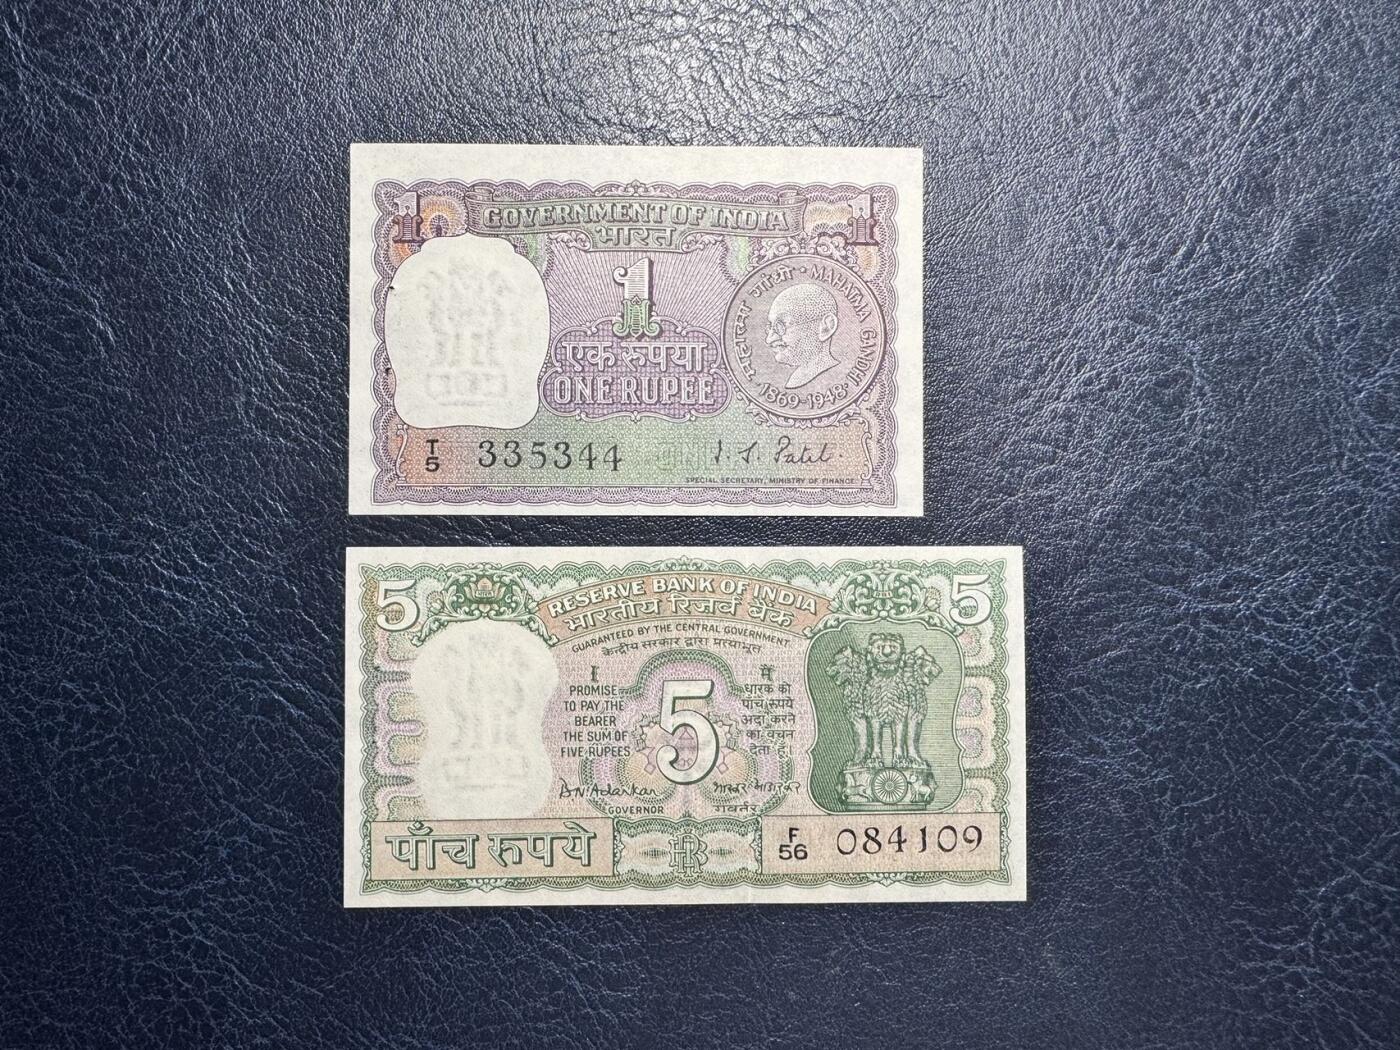 1 GOVERNMENT OF INDIA 1
भारत
1
महात्मा गांधी • MAHATMA GANDHI
एक रुपया
ONE RUPEE
1869-1948
T
5 335344
SPECIAL SECRETARY, MINISTRY OF FINANCE.
5 RESERVE BANK OF INDIA 5
भारतीय रिज़र्व बैंक
GUARANTEED BY THE CENTRAL GOVERNMENT
केन्द्रीय सरकार द्वारा प्रत्याभूत
I
PROMISE
TO PAY THE
BEARER
THE SUM OF
FIVE RUPEES
5
मैं
धारक को
पाँच रुपये
अदा करने
का वचन
देता हूँ।
GOVERNOR
गवर्नर
पाँच रुपये
F
56 084109